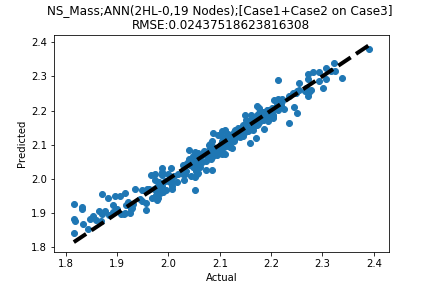 NS_Mass;ANN(2HL-0,19 Nodes);[Case1+Case2 on Case3]
RMSE:0.02437518623816308
2.4
2.3
2.2
2.1
2.0
1.9
1.8
Predicted
1.8 1.9 2.0 2.1 2.2 2.3 2.4
Actual